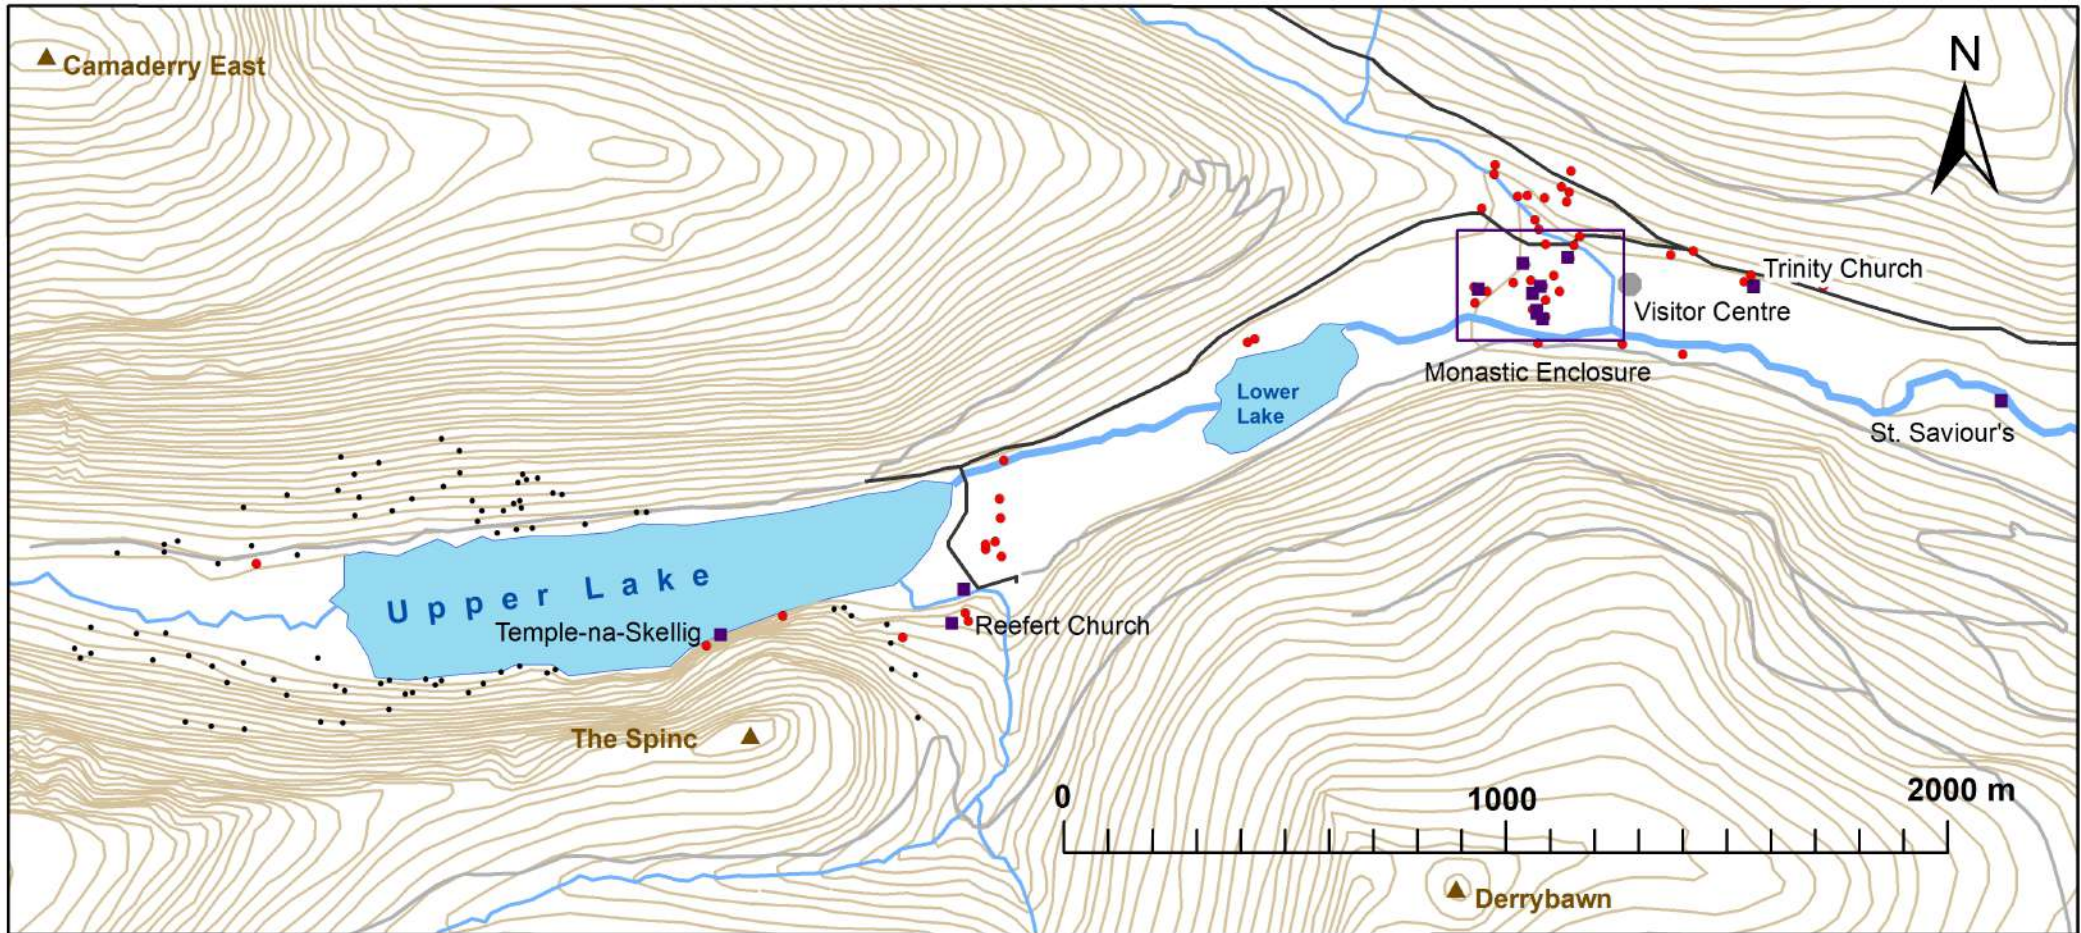 Camaderry East
N
Trinity Church
Visitor Centre
Monastic Enclosure
Lower
Lake
St. Saviour's
Upper Lake
Temple-na-Skellig
Reefert Church
The Spinc
0
1000
2000 m
Derrybawn